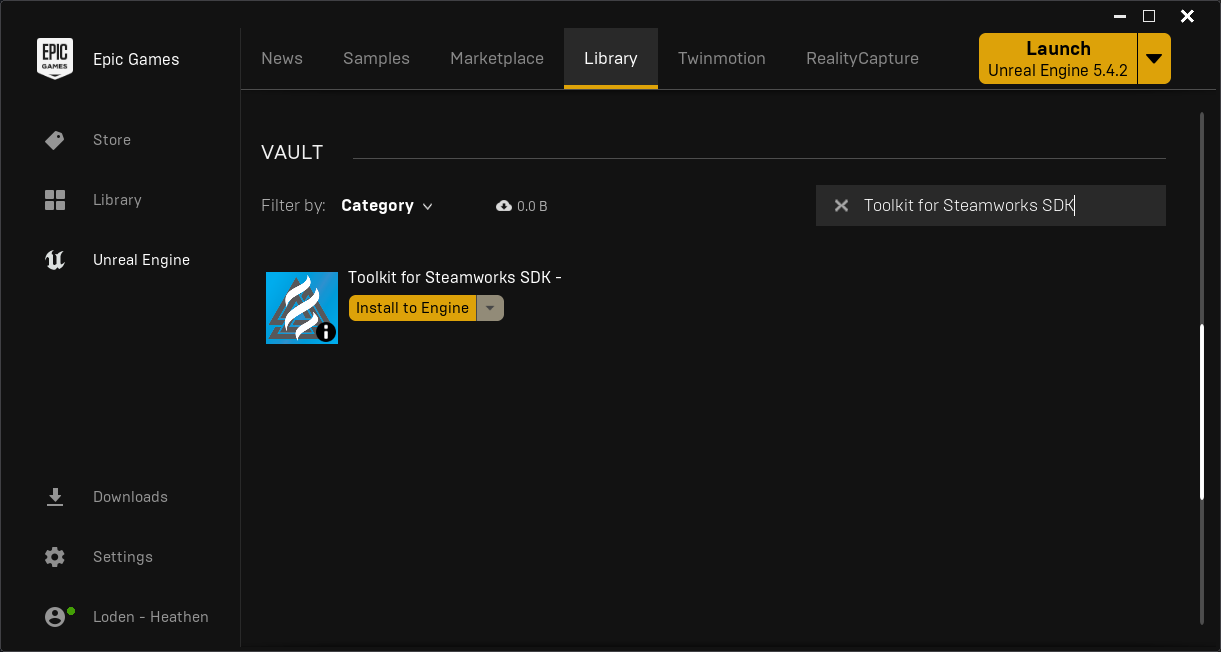 EPIC
GAMES
Epic Games
News
Samples
Marketplace
Library
Twinmotion
RealityCapture
Launch
Unreal Engine 5.4.2
Store
Library
Unreal Engine
VAULT
Filter by:
Category
0.0 B
Toolkit for Steamworks SDK
Toolkit for Steamworks SDK -
Install to Engine
Downloads
Settings
Loden - Heathen